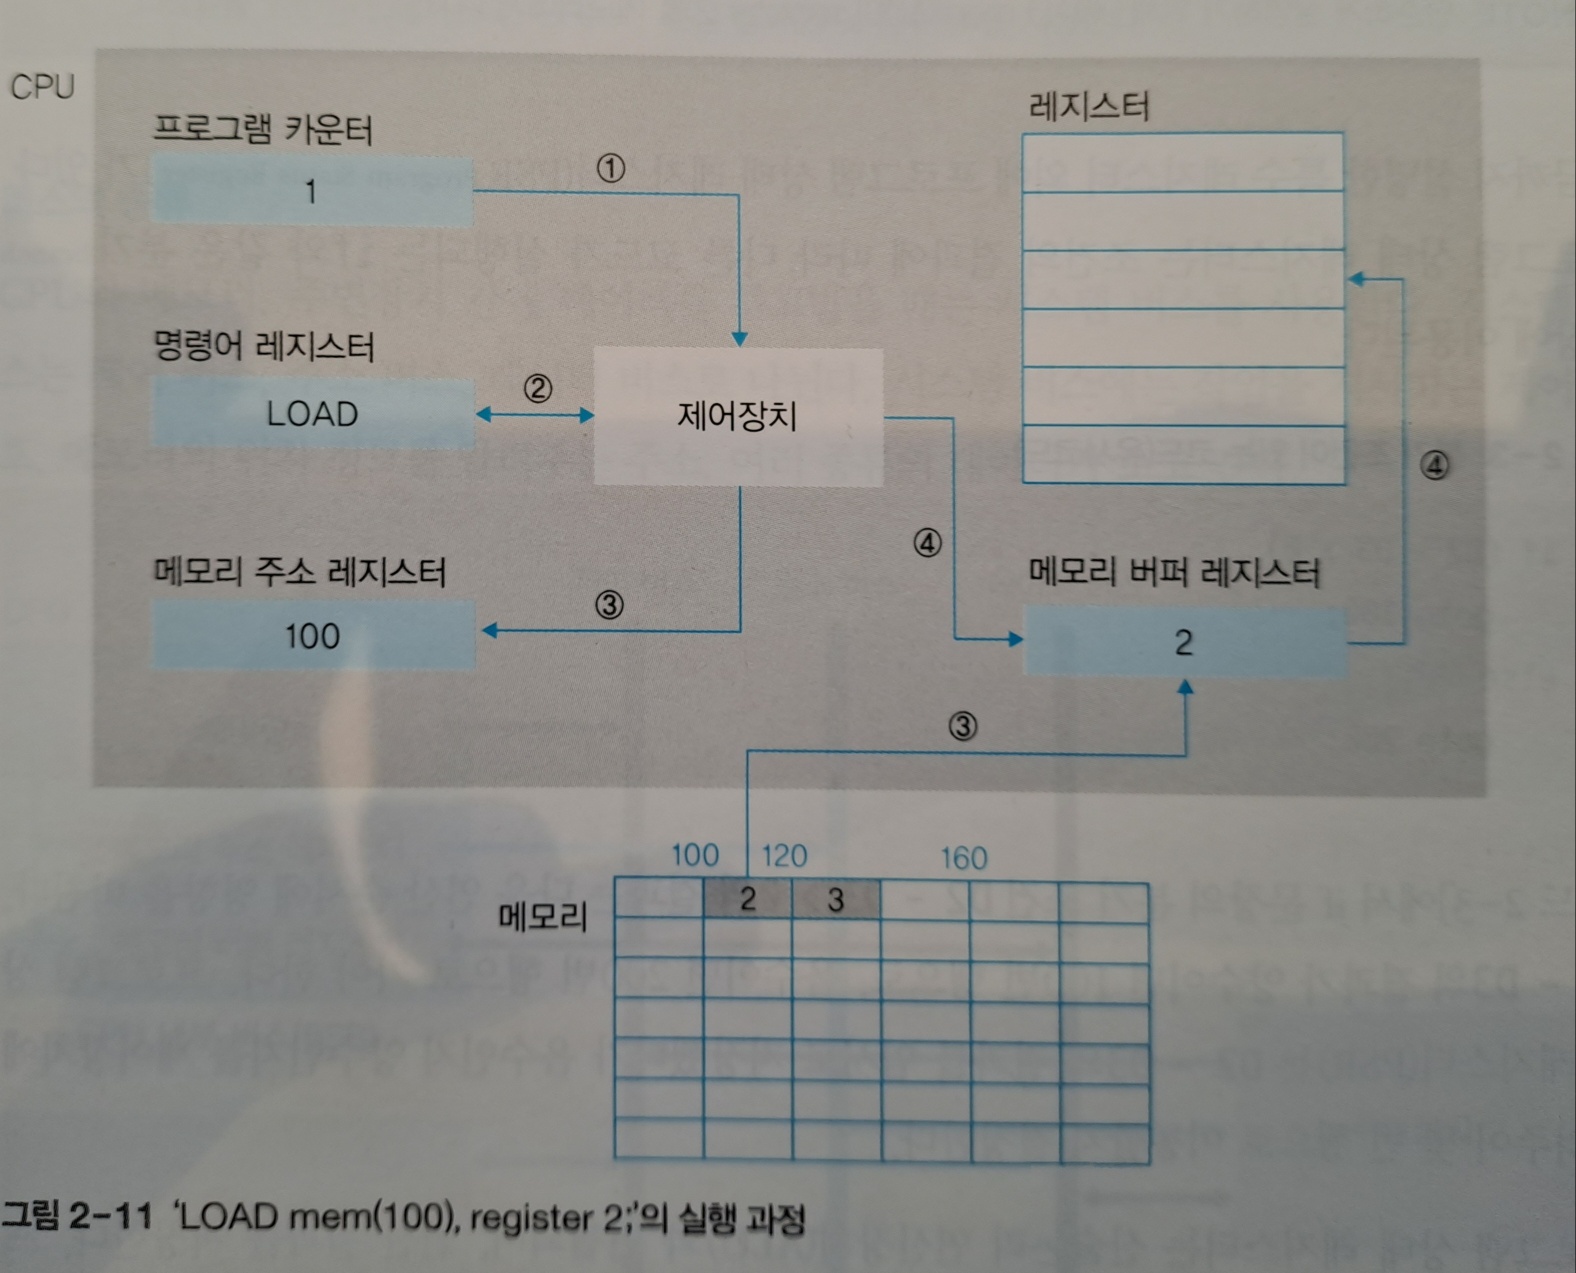 CPU
프로그램 카운터
1
①
레지스터
명령어 레지스터
LOAD
②
제어장치
④
④
메모리 주소 레지스터
100
③
메모리 버퍼 레지스터
2
③
100 120 160
메모리
2 3
그림 2-11 ‘LOAD mem(100), register 2;’의 실행 과정